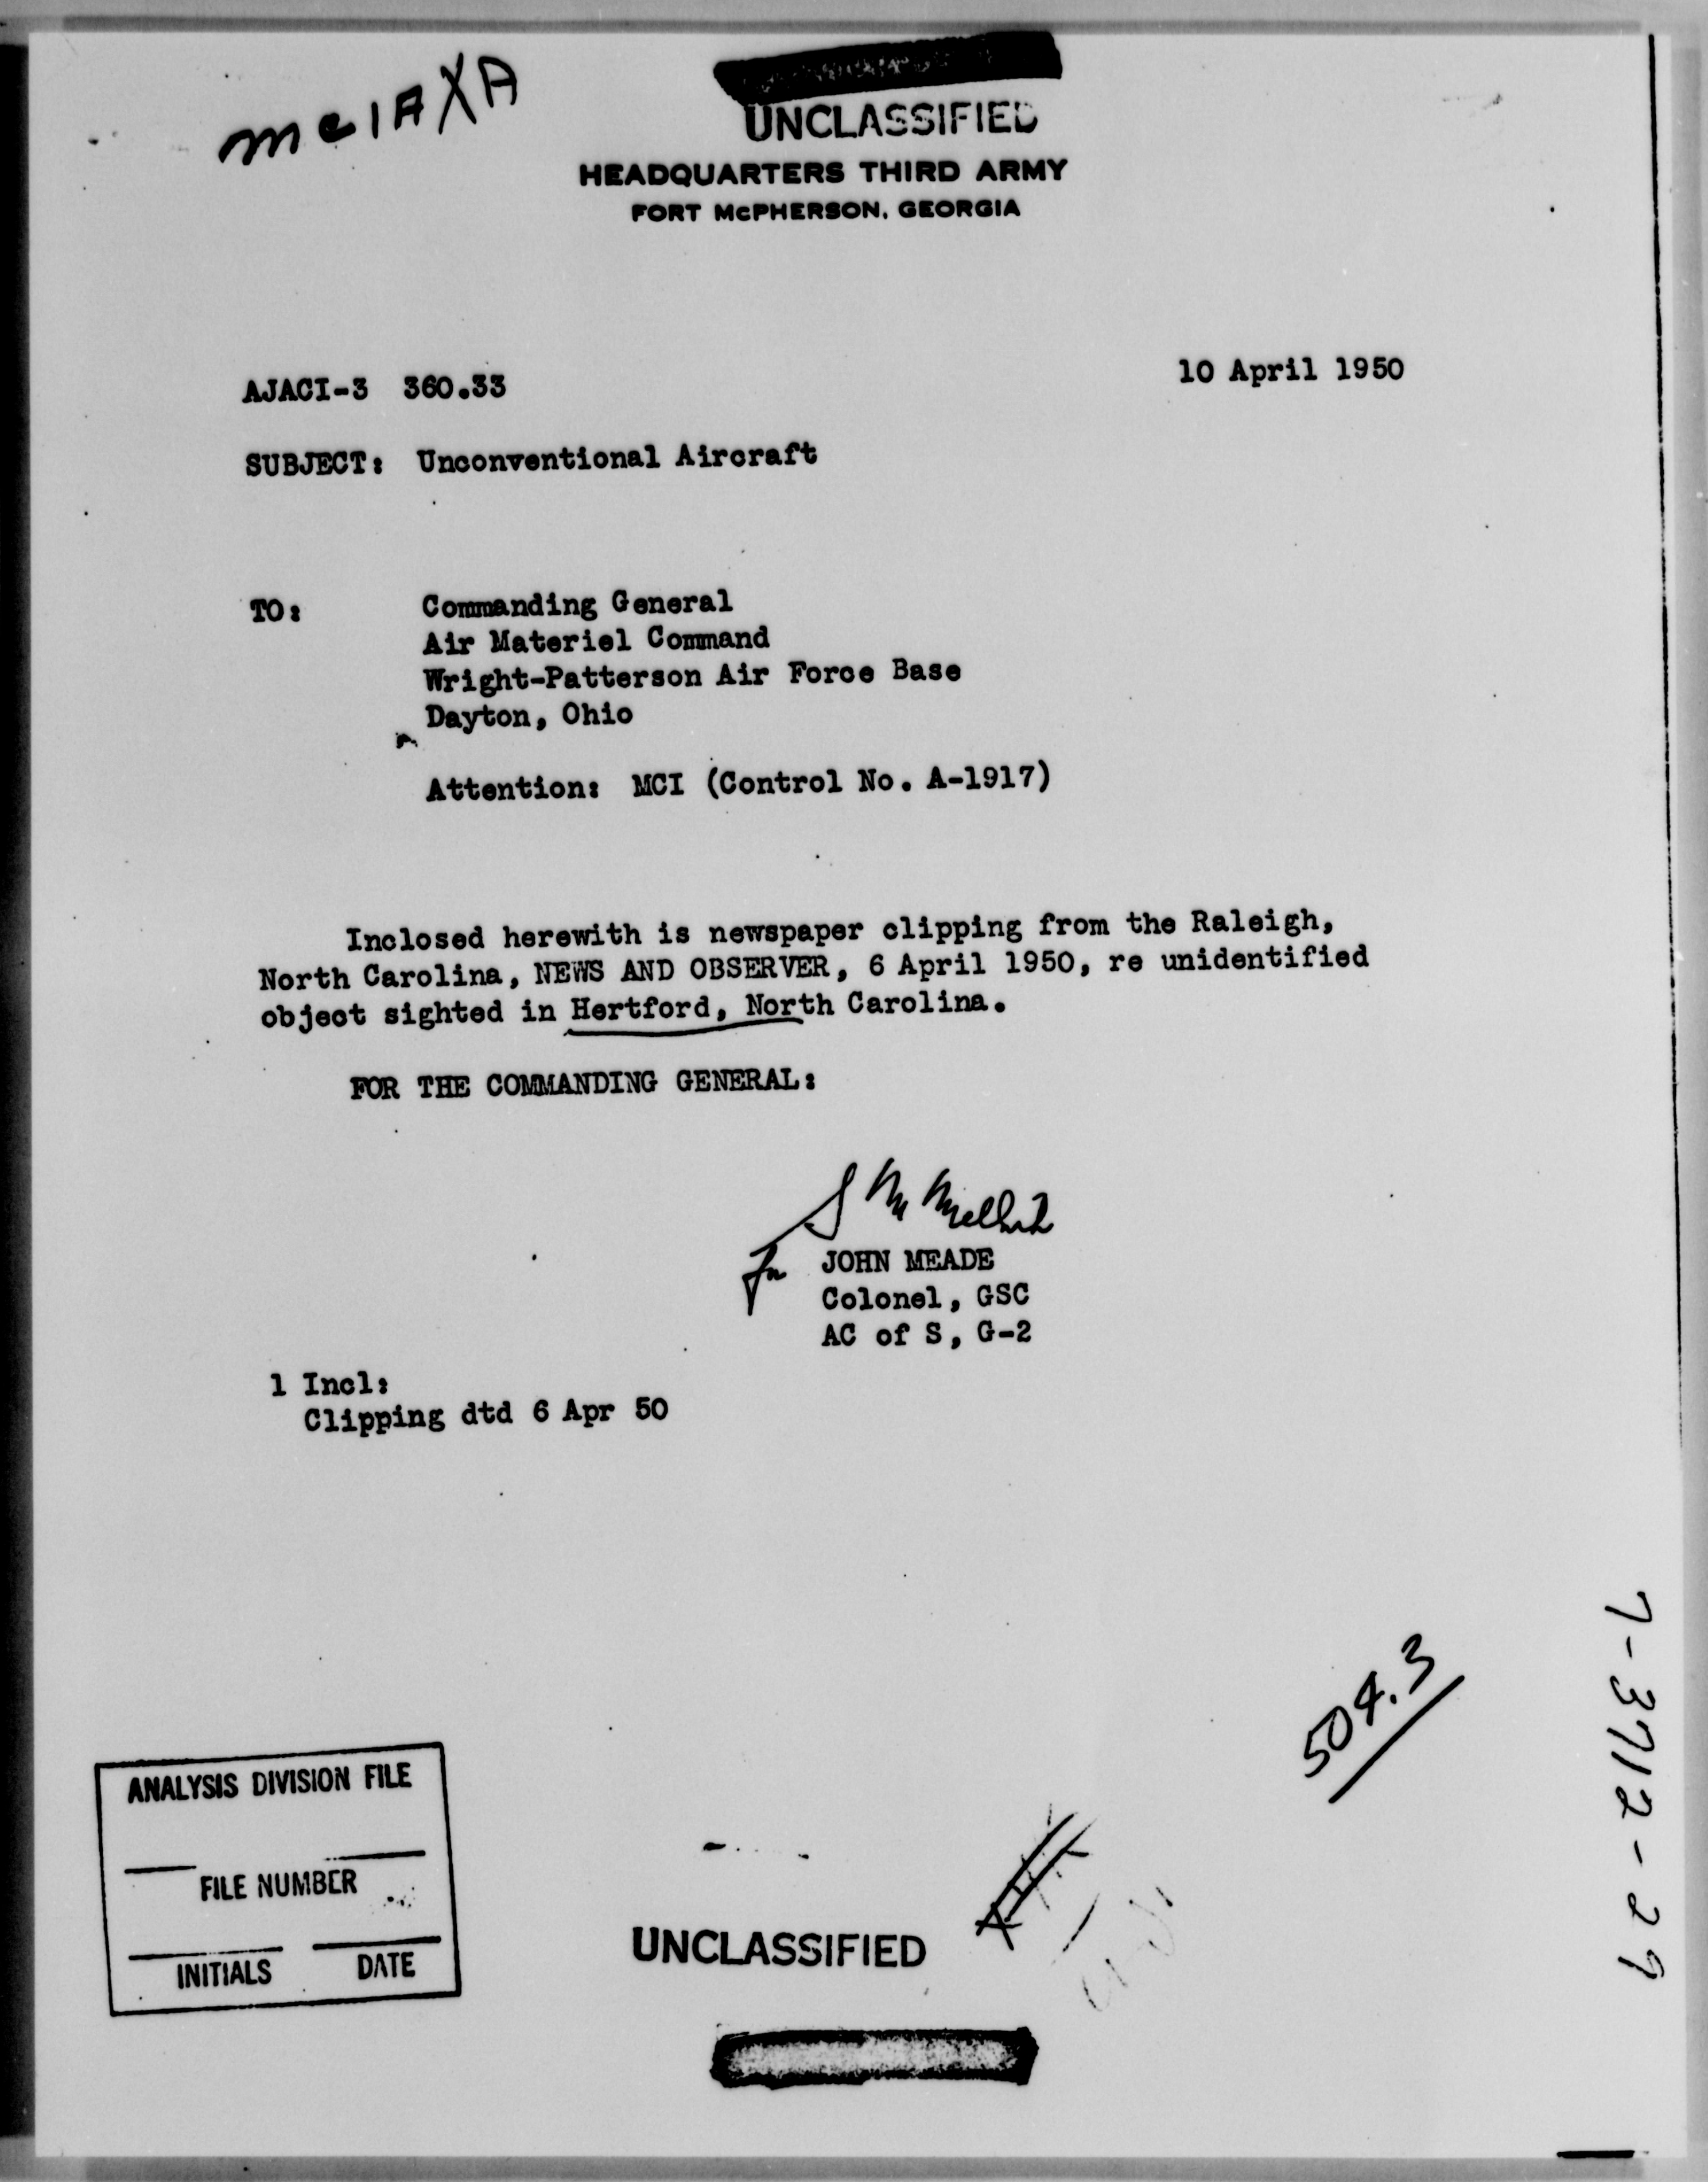 mcIAXA
UNCLASSIFIED
HEADQUARTERS THIRD ARMY
FORT McPHERSON, GEORGIA
10 April 1950
AJACI-3 360.33
SUBJECT: Unconventional Aircraft
TO: Commanding General
Air Materiel Command
Wright-Patterson Air Force Base
Dayton, Ohio
Attention: MCI (Control No. A-1917)
Inclosed herewith is newspaper clipping from the Raleigh,
North Carolina, NEWS AND OBSERVER, 6 April 1950, re unidentified
object sighted in Hertford, North Carolina.
FOR THE COMMANDING GENERAL:
JOHN MEADE
Colonel, GSC
AC of S, G-2
1 Incl:
Clipping dtd 6 Apr 50
504.3
7-3712-29
ANALYSIS DIVISION FILE
FILE NUMBER
INITIALS DATE
UNCLASSIFIED